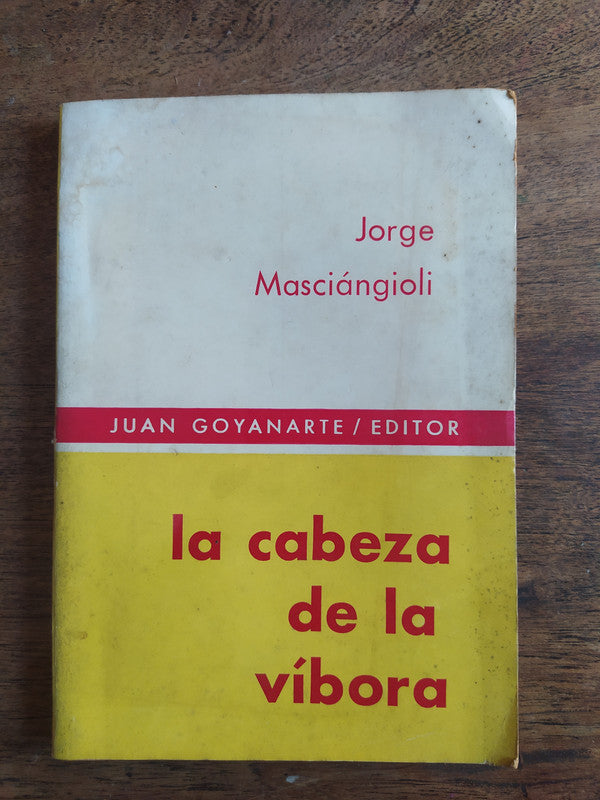 Jorge
Masciángioli
JUAN GOYANARTE / EDITOR
la cabeza
de la
víbora